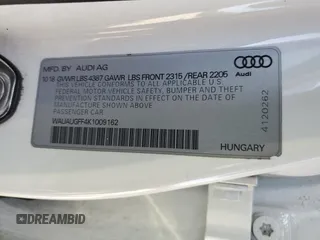 MFD. BY AUDI AG
10 18 GVWR LBS 4387 GAWR LBS FRONT 2315 / REAR 2205
THIS VEHICLE CONFORMS TO ALL APPLICABLE
FEDERAL MOTOR VEHICLE SAFETY, BUMPER
AND THEFT PREVENTION STANDARDS IN
EFFECT ON THE DATE OF MANUFACTURE
SHOWN ABOVE
PASSENGER CAR
WAUAUGFF4K1009162
Audi
4120282
HUNGARY
DREAMBID